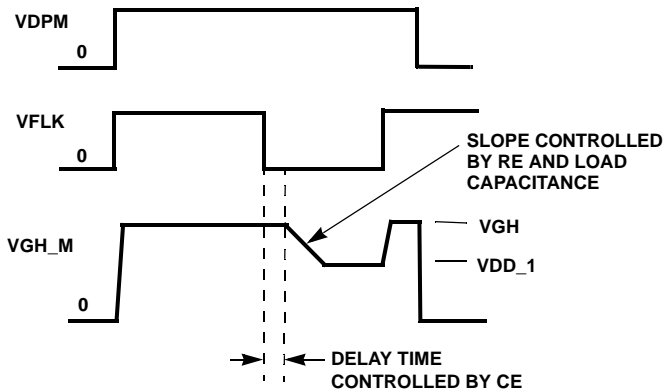 VDPM
0
VFLK
0
SLOPE CONTROLLED
BY RE AND LOAD
CAPACITANCE
VGH_M
VGH
VDD_1
0
DELAY TIME
CONTROLLED BY CE